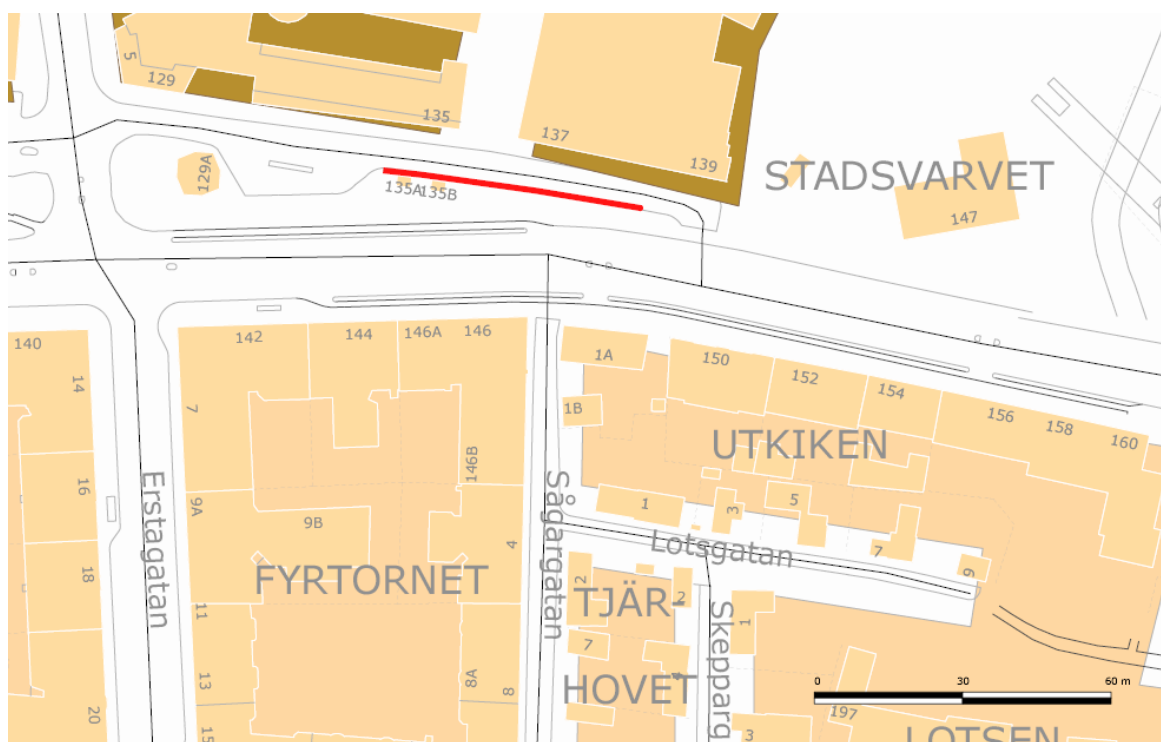 5
129
135
137
139
STADSVARVET
129A
135A
135B
147
140
142
144
146A
146
1A
150
152
154
156
158
160
14
7
1B
UTKIKEN
16
9A
9B
146B
Erstagatan
Sågargatan
1
3
5
7
9
Lotsgatan
4
18
FYRTORNET
2
TJÄR-
2
1
Skepparg
11
13
7
4
8A
8
HOVET
20
15
197
3
LOTSEN
0
30
60 m